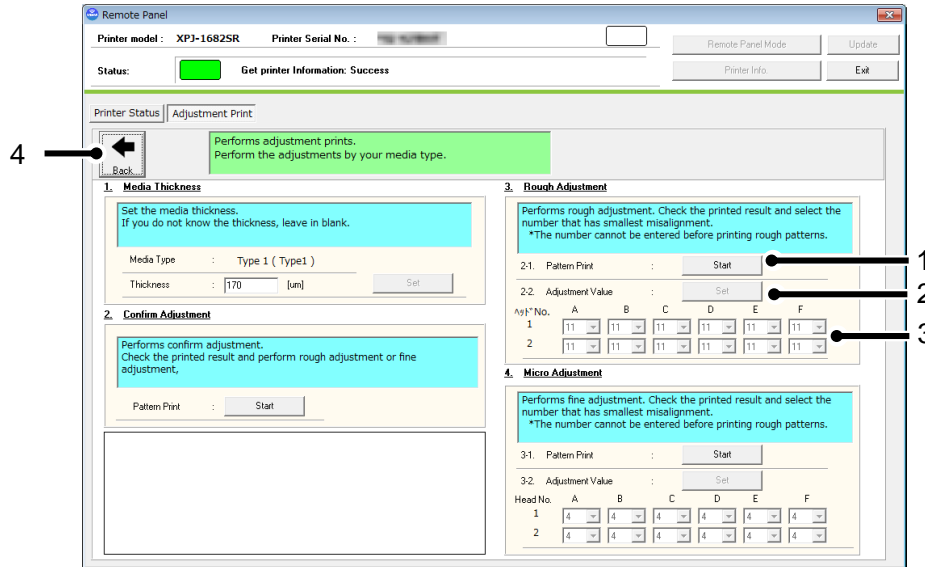 Remote Panel
Printer model : XPJ-1682SR Printer Serial No. :
Remote Panel Mode Update
Status: Get printer Information: Success
Printer Info. Exit
Printer Status Adjustment Print
4
Back
Performs adjustment prints.
Perform the adjustments by your media type.
1. Media Thickness
Set the media thickness.
If you do not know the thickness, leave in blank.
Media Type : Type 1 ( Type1 )
Thickness : 170 [um] Set
2. Confirm Adjustment
Performs confirm adjustment.
Check the printed result and perform rough adjustment or fine
adjustment,
Pattern Print : Start
3. Rough Adjustment
Performs rough adjustment. Check the printed result and select the
number that has smallest misalignment.
*The number cannot be entered before printing rough patterns.
2-1. Pattern Print : Start
1
2-2. Adjustment Value : Set
2
ﾍｯﾄﾞNo. A B C D E F
1 11 11 11 11 11 11
2 11 11 11 11 11 11
3
4. Micro Adjustment
Performs fine adjustment. Check the printed result and select the
number that has smallest misalignment.
*The number cannot be entered before printing rough patterns.
3-1. Pattern Print : Start
3-2. Adjustment Value : Set
Head No. A B C D E F
1 4 4 4 4 4 4
2 4 4 4 4 4 4